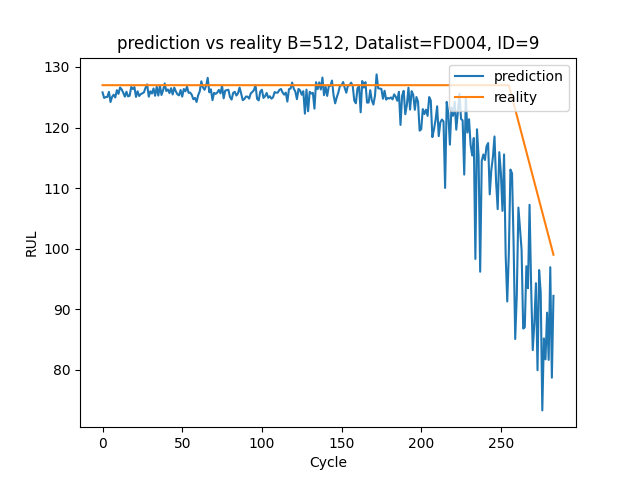 prediction vs reality B=512, Datalist=FD004, ID=9
prediction
reality
130
120
110
100
90
80
RUL
0 50 100 150 200 250
Cycle